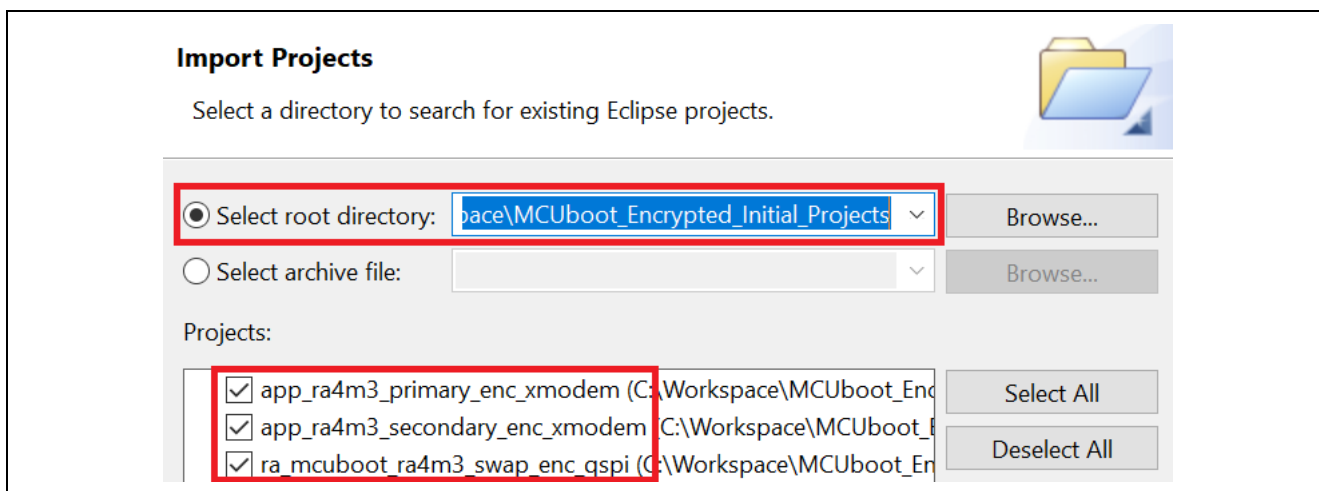 Import Projects
Select a directory to search for existing Eclipse projects.
Select root directory: pace\MCUboot_Encrypted_Initial_Projects Browse...
Select archive file: Browse...
Projects:
app_ra4m3_primary_enc_xmodem (C:\Workspace\MCUboot_Enc Select All
app_ra4m3_secondary_enc_xmodem (C:\Workspace\MCUboot_E
ra_mcuboot_ra4m3_swap_enc_qspi (C:\Workspace\MCUboot_En Deselect All